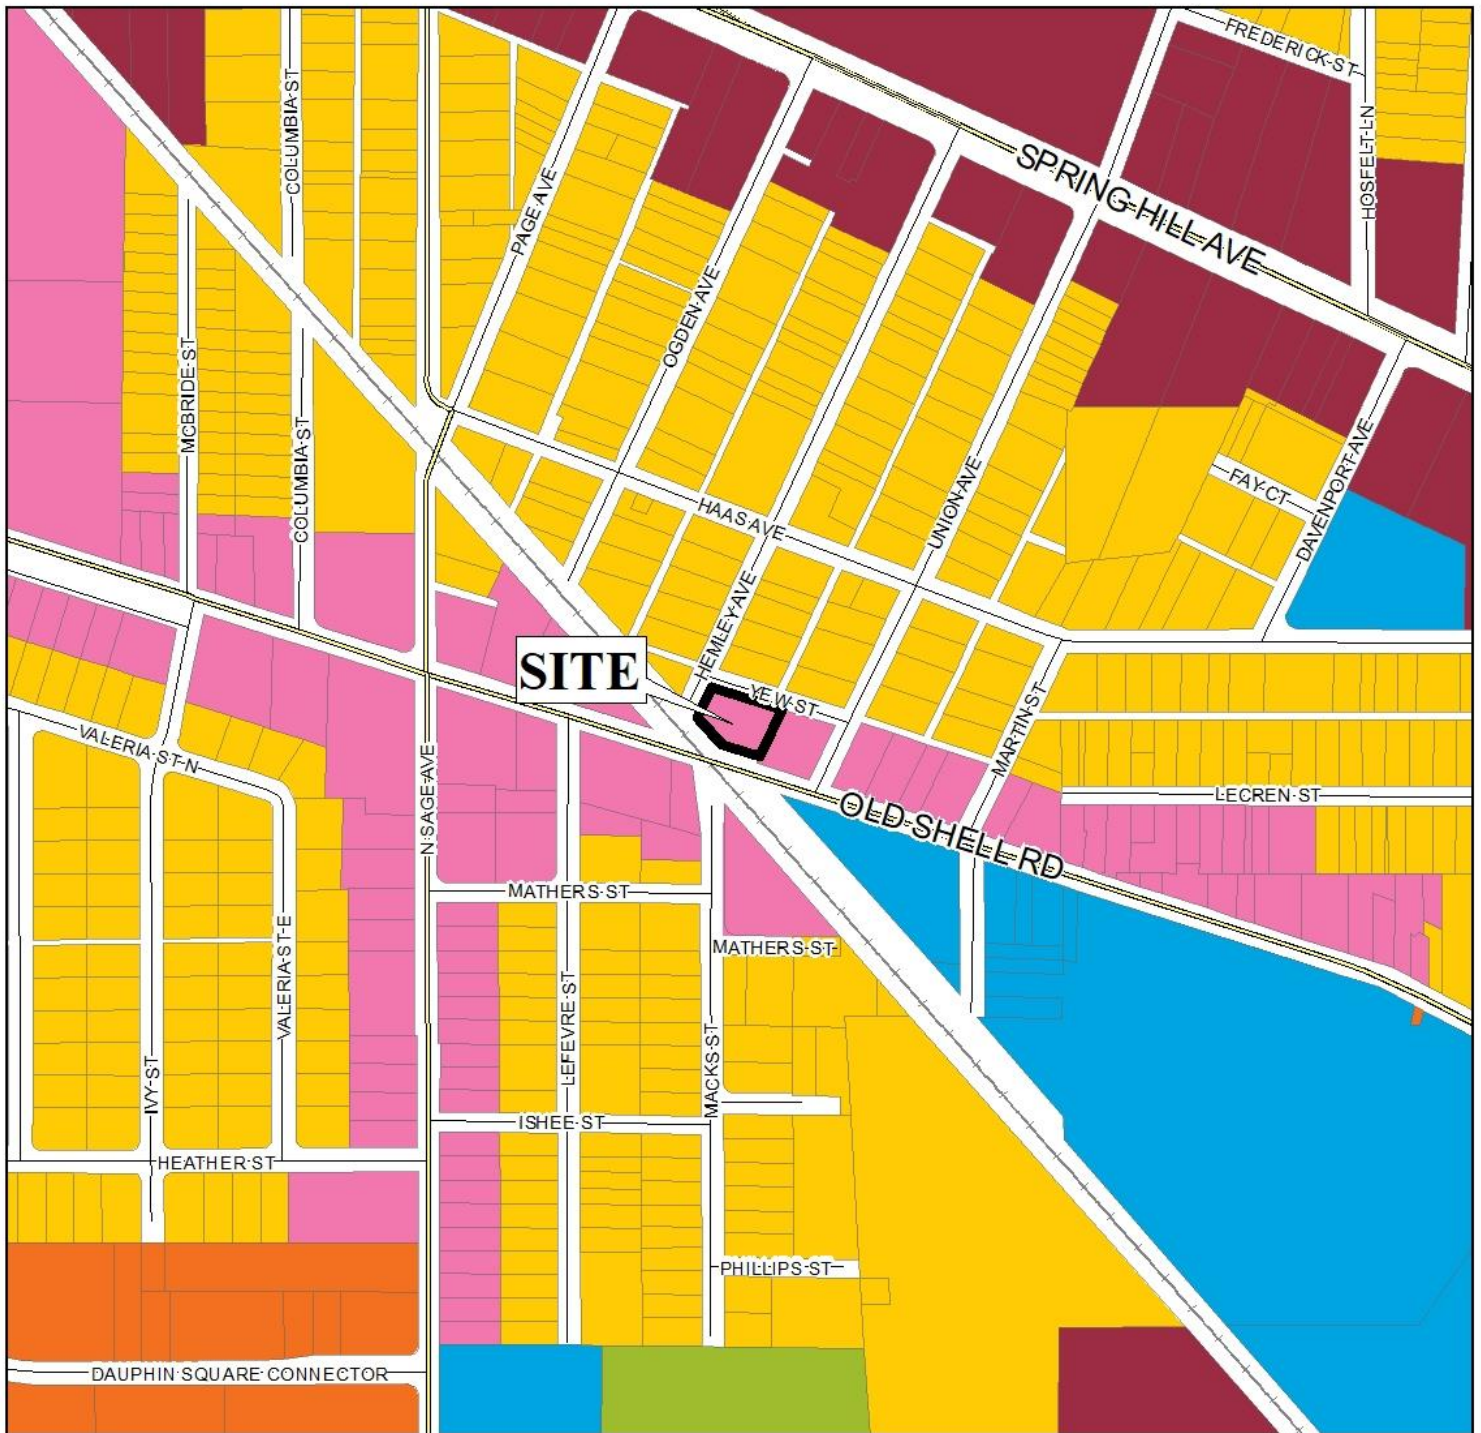 FREDERICK ST
COLUMBIA ST
HOSFELT LN
SPRING HILL AVE
PAGE AVE
OGDEN AVE
MCBRIDE ST
COLUMBIA ST
HAAS AVE
UNION AVE
FAY CT
DAVENPORT AVE
HEMLEY AVE
SITE
YEW ST
MARTIN ST
VALERIA ST N
N SAGE AVE
LECREN ST
OLD SHELL RD
MATHERS ST
MATHERS ST
VALERIA ST E
LEFEVRE ST
MACKS ST
IVY ST
ISHEE ST
HEATHER ST
PHILLIPS ST
DAUPHIN SQUARE CONNECTOR